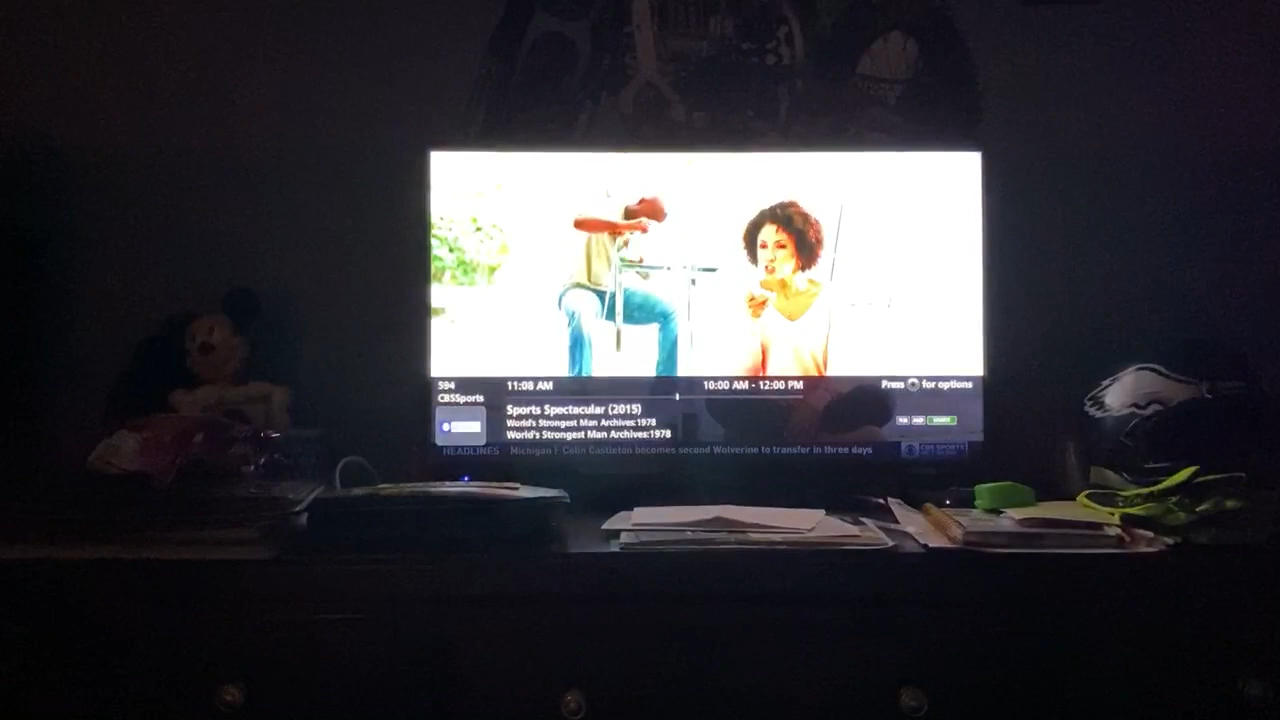 594
11:08 AM
10:00 AM - 12:00 PM
Press for options
CBSSports
Sports Spectacular (2015)
World's Strongest Man Archives:1978
World's Strongest Man Archives:1978
HEADLINES Michigan F Colin Castleton becomes second Wolverine to transfer in three days
CBS SPORTS